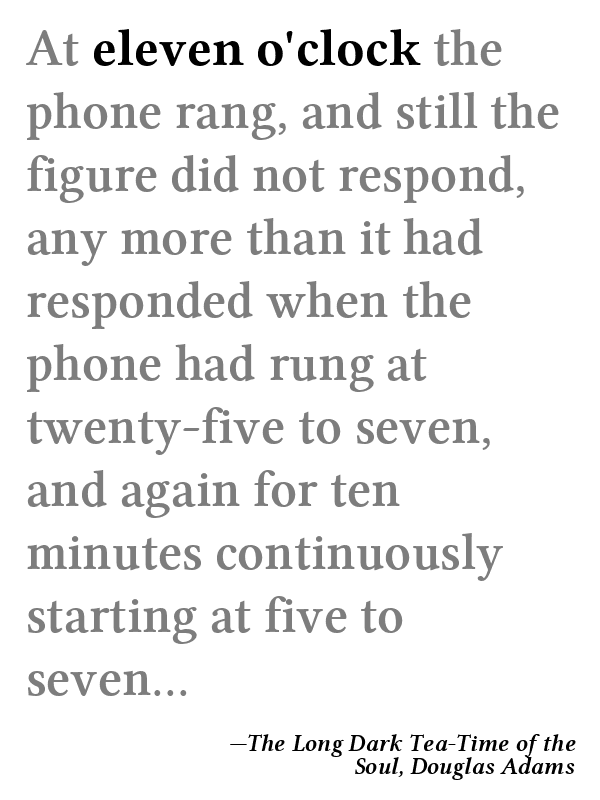 At eleven o'clock the
phone rang, and still the
figure did not respond,
any more than it had
responded when the
phone had rung at
twenty-five to seven,
and again for ten
minutes continuously
starting at five to
seven...
—The Long Dark Tea-Time of the
Soul, Douglas Adams